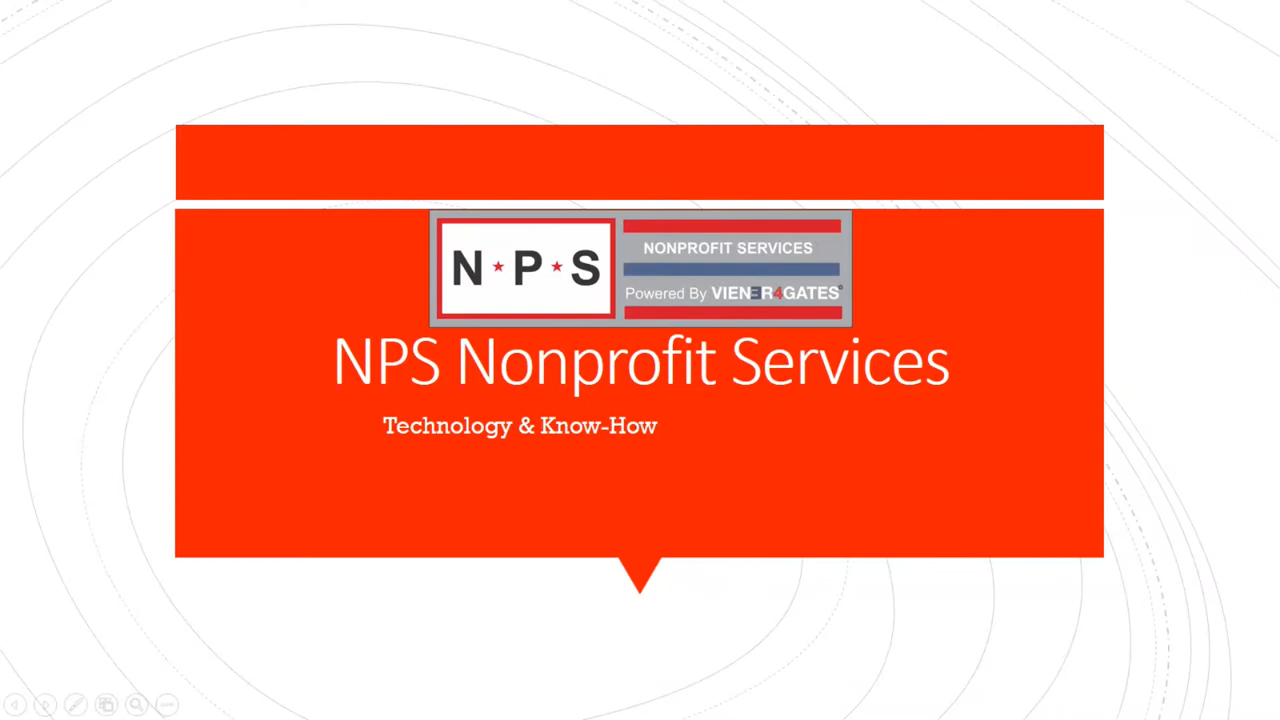 N★P★S
NONPROFIT SERVICES
Powered By VIENER4GATES
NPS Nonprofit Services
Technology & Know-How